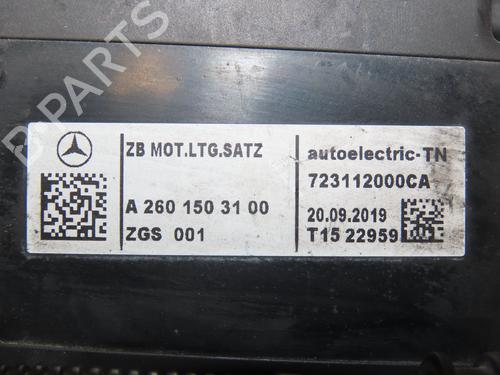 B PARTS
ZB MOT.LTG.SATZ
A 260 150 31 00
ZGS 001
autoelectric-TN
723112000CA
20.09.2019
T15 22959